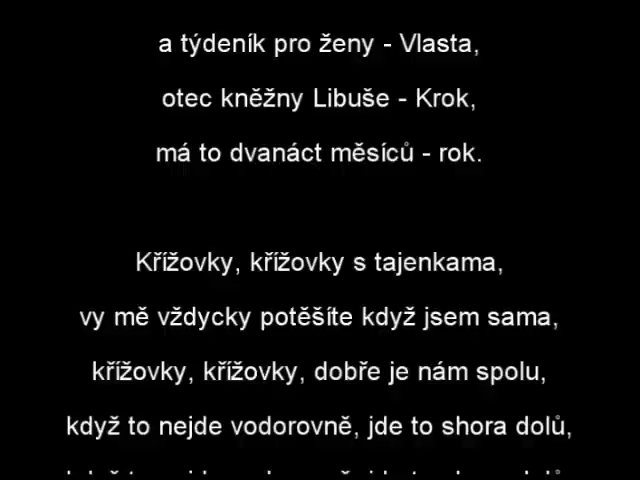 a týdeník pro ženy - Vlasta,
otec kněžny Libuše - Krok,
má to dvanáct měsíců - rok.
Křížovky, křížovky s tajenkama,
vy mě vždycky potěšíte když jsem sama,
křížovky, křížovky, dobře je nám spolu,
když to nejde vodorovně, jde to shora dolů,